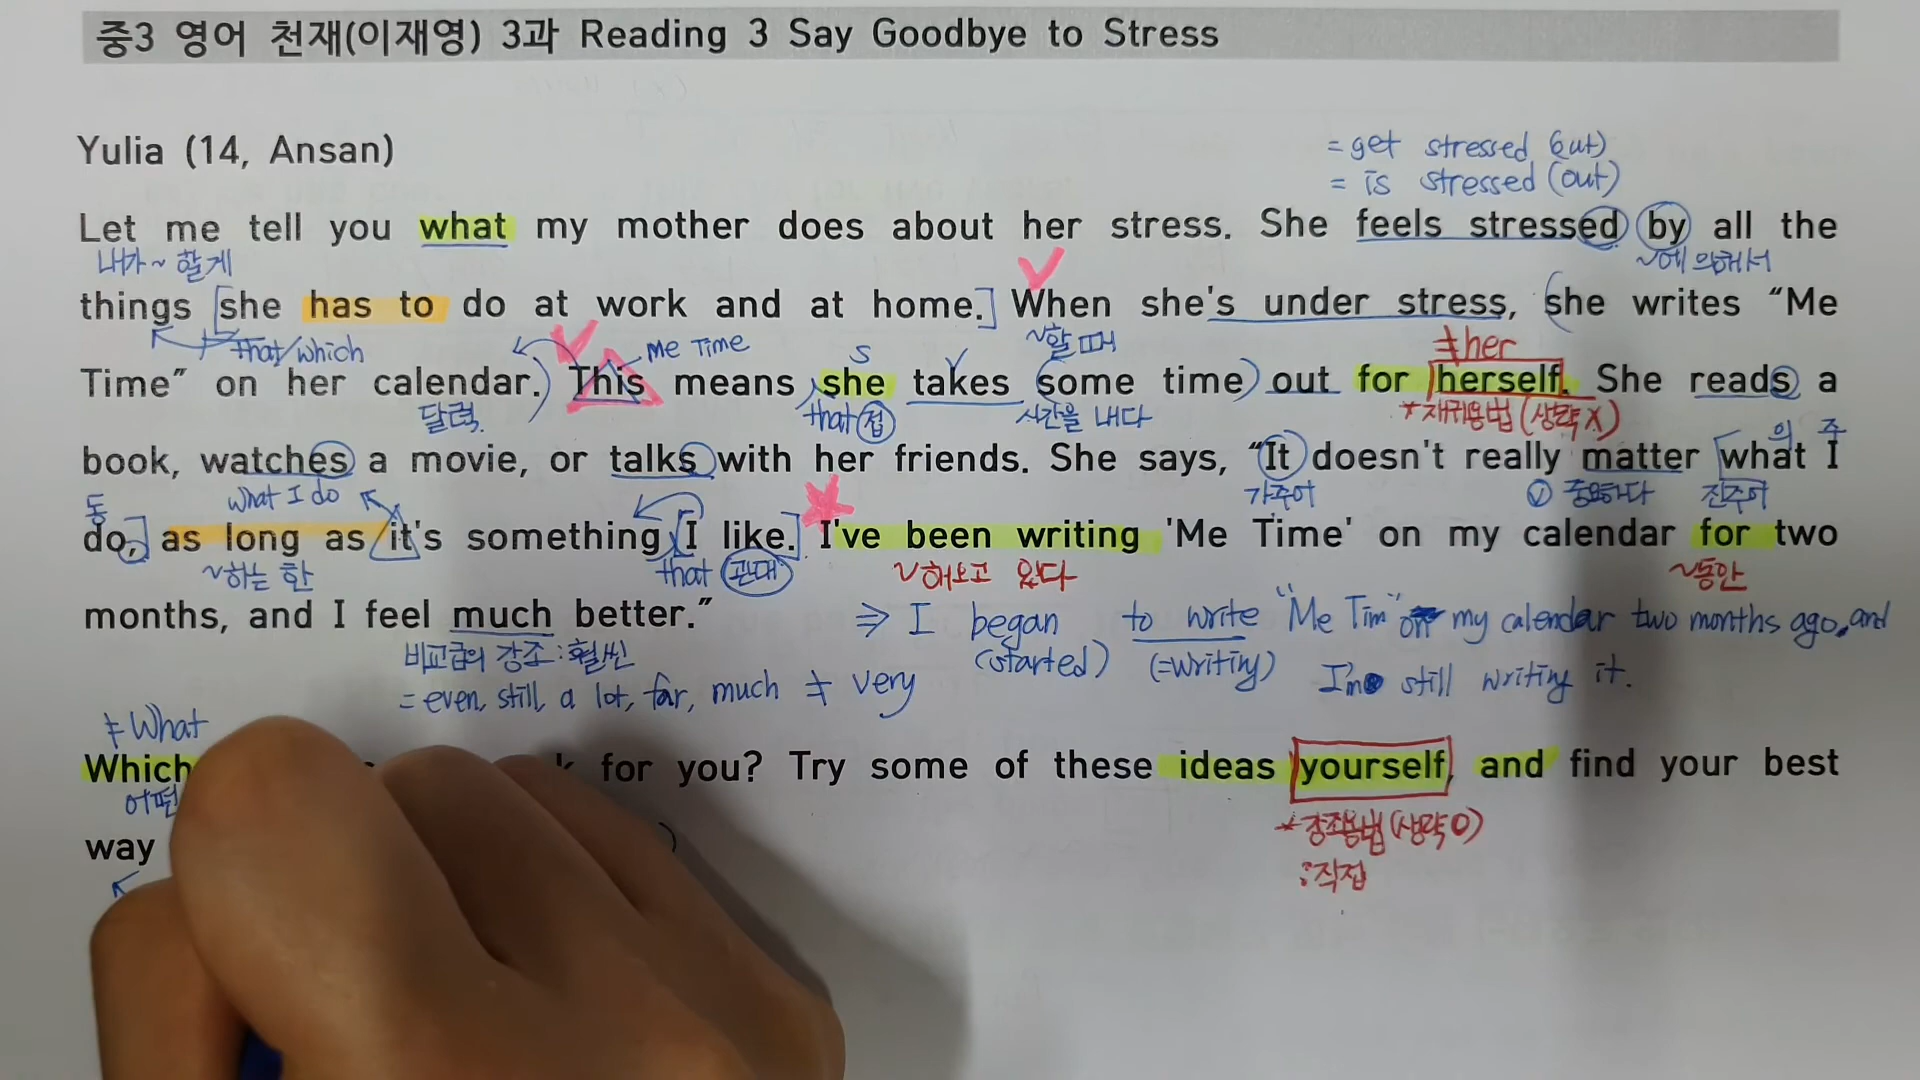 중3 영어 천재(이재영) 3과 Reading 3 Say Goodbye to Stress
Yulia (14, Ansan)
= get stressed (out)
= is stressed (out)
Let me tell you what my mother does about her stress. She feels stressed by all the
내가~ 할게
~에 의해서
things [she has to do at work and at home.] When she's under stress, she writes “Me
that/which
Me Time
S
V
~할 때
≠her
Time” on her calendar.) This means she takes some time) out for herself. She reads a
달력.
that 접
시간을 내다
*재귀용법(생략X)
의 주
book, watches a movie, or talks with her friends. She says, “It doesn't really matter [what I
동
what I do
가주어
ⓥ 중요하다
진주어
do,] as long as it's something [I like.] I've been writing 'Me Time' on my calendar for two
~하는 한
that 관대
~해오고 있다
~동안
months, and I feel much better.”
⇒ I began to write “Me Tim” on my calendar two months ago, and
비교급의 강조:훨씬
(started) (=writing) I'm still writing it.
= even, still, a lot, far, much ≠ very
≠What
Which for you? Try some of these ideas yourself, and find your best
어떤
*강조용법(생략O)
way
:직접